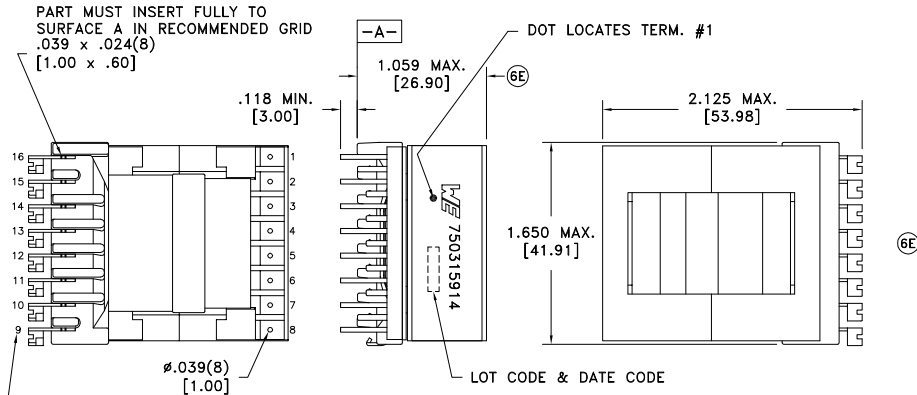 PART MUST INSERT FULLY TO
SURFACE A IN RECOMMENDED GRID
.039 x .024(8)
[1.00 x .60]
-A-
DOT LOCATES TERM. #1
1.059 MAX.
[26.90]
6E
.118 MIN.
[3.00]
2.125 MAX.
[53.98]
16
15
14
13
12
11
10
9
1
2
3
4
5
6
7
8
WE 750315914
1.650 MAX.
[41.91]
6E
ø.039(8)
[1.00]
LOT CODE & DATE CODE